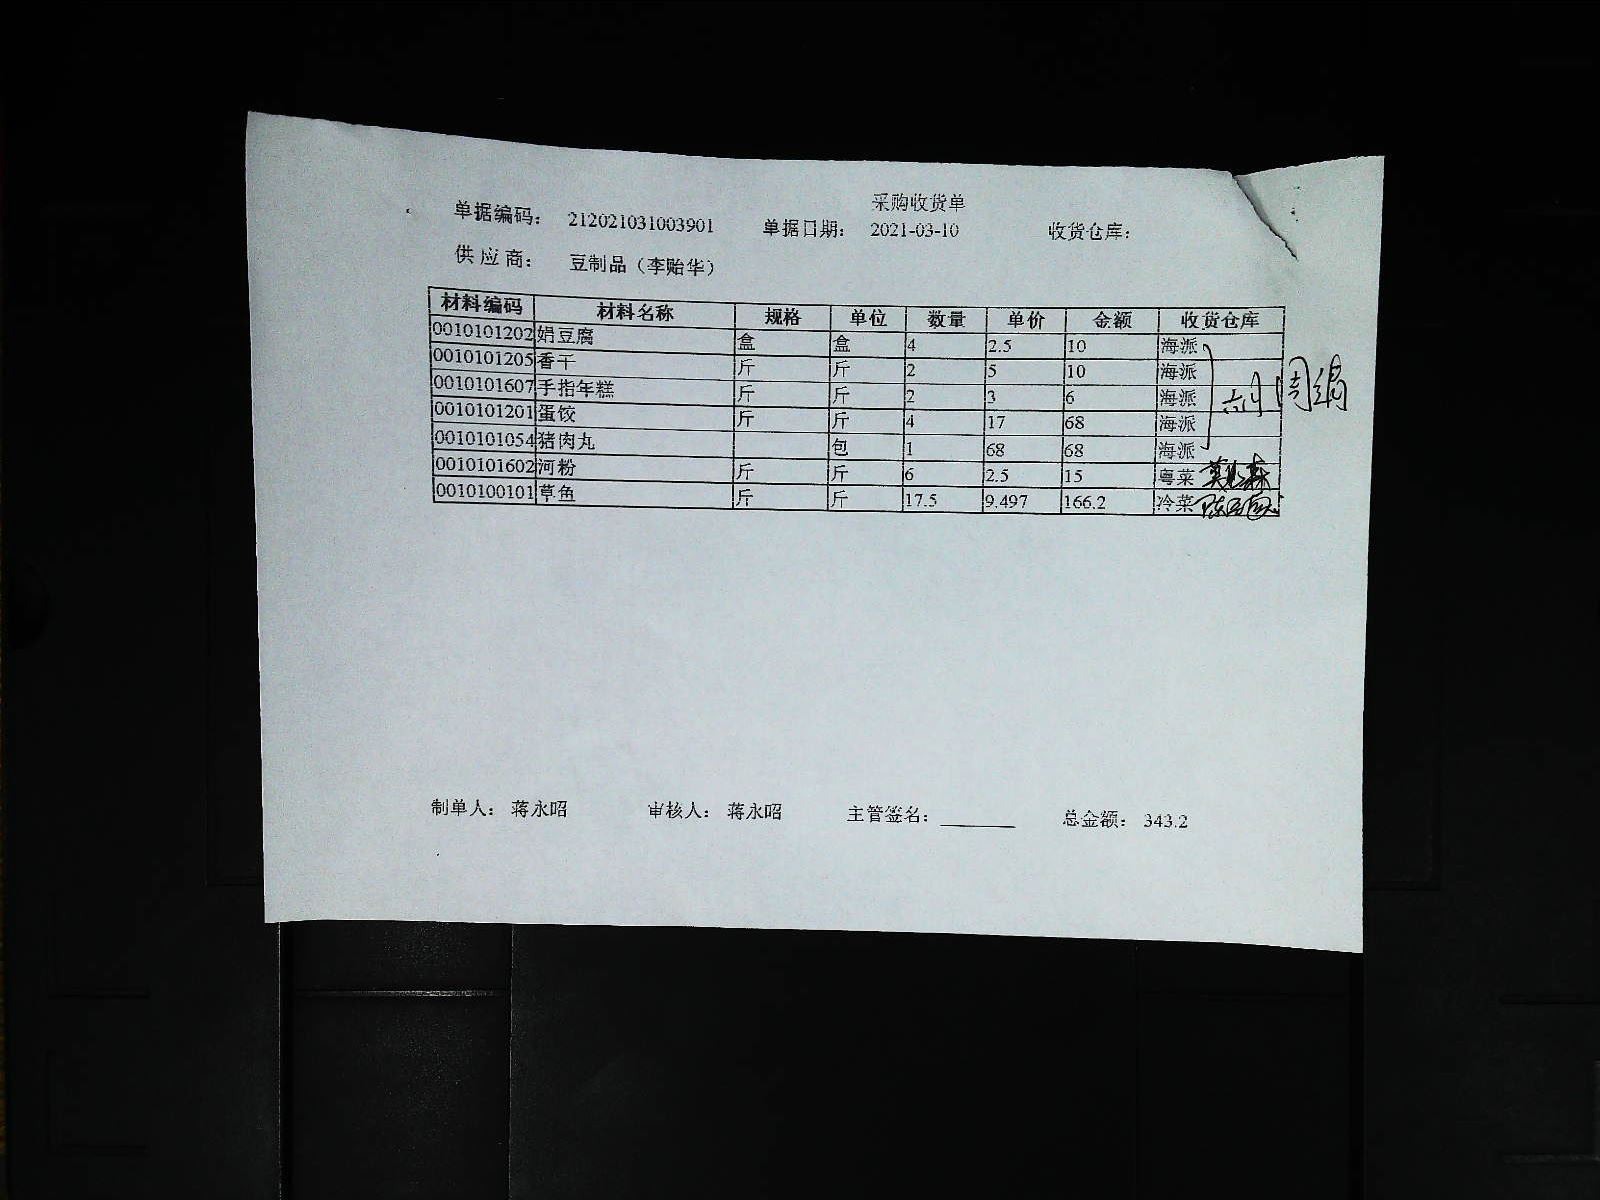 采购收货单
单据编码： 212021031003901 单据日期： 2021-03-10 收货仓库：
供 应 商： 豆制品（李贻华）
材料编码 材料名称 规格 单位 数量 单价 金额 收货仓库
0010101202 娟豆腐 盒 盒 4 2.5 10 海派
0010101205 香干 斤 斤 2 5 10 海派
0010101607 手指年糕 斤 斤 2 3 6 海派
0010101201 蛋饺 斤 斤 4 17 68 海派
0010101054 猪肉丸 包 1 68 68 海派
0010101602 河粉 斤 斤 6 2.5 15 粤菜
0010100101 草鱼 斤 斤 17.5 9.497 166.2 冷菜
制单人： 蒋永昭 审核人： 蒋永昭 主管签名： 总金额： 343.2